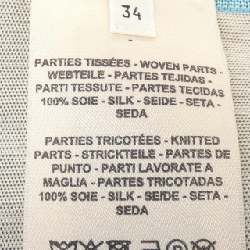 34
-
PARTIES TISSÉES - WOVEN PARTS -
WEBTEILE - PARTES TEJIDAS -
PARTI TESSUTE - PARTES TECIDAS
100% SOIE - SILK - SEIDE - SETA -
SEDA
PARTIES TRICOTÉES - KNITTED
PARTS - STRICKTEILE - PARTES DE
PUNTO - PARTI LAVORATE A
MAGLIA - PARTES TRICOTADAS
100% SOIE - SILK - SEIDE - SETA -
SEDA